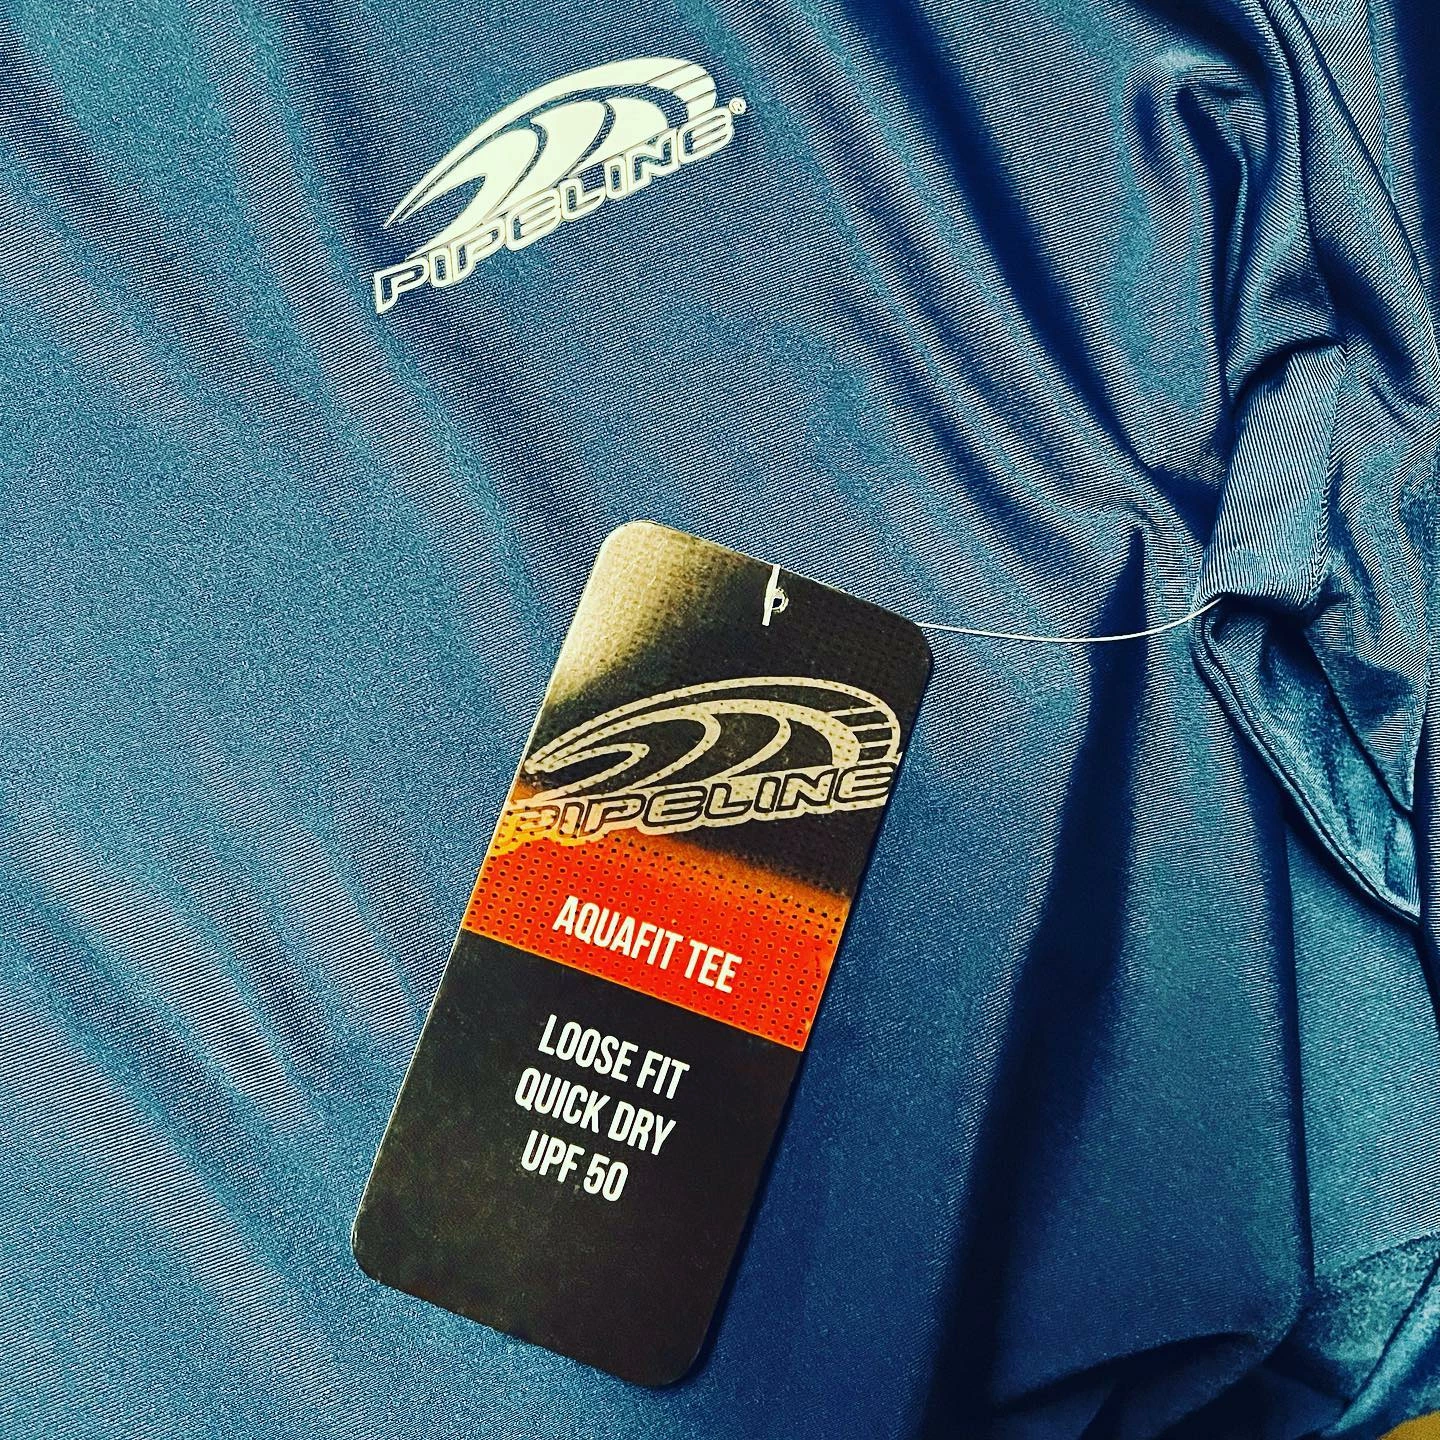 PIPELINE®
PIPELINE
AQUAFIT TEE
LOOSE FIT
QUICK DRY
UPF 50